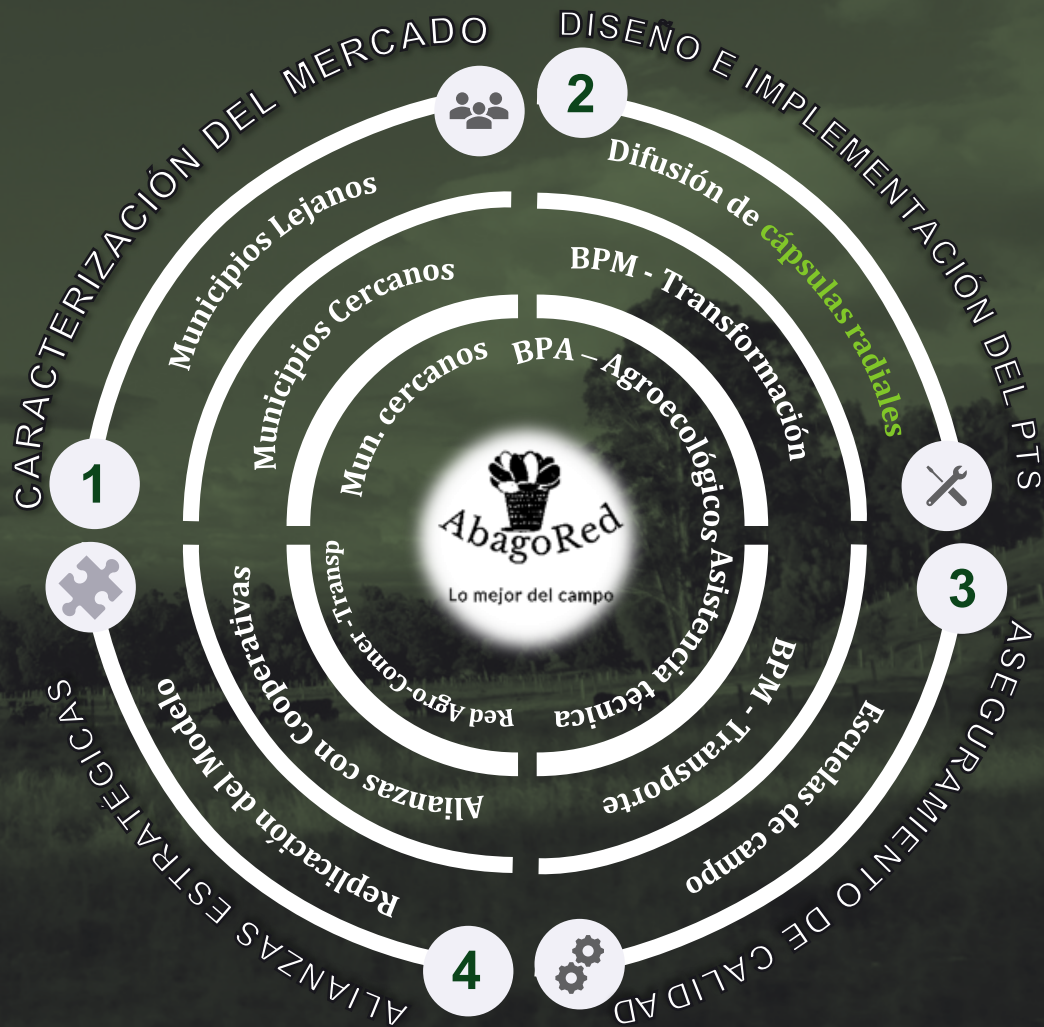 CARACTERIZACIÓN DEL MERCADO
1
Municipios Lejanos
Municipios Cercanos
Mun. cercanos
2
DISEÑO E IMPLEMENTACIÓN DEL PTS
Difusión de cápsulas radiales
BPM - Transformación
BPA – Agroecológicos
AbagoRed
Lo mejor del campo
3
ASEGURAMIENTO DE CALIDAD
Asistencia técnica
BPM - Transporte
Escuelas de campo
4
ALIANZAS ESTRATÉGICAS
Red Agro-Comer-Transp
Alianzas con Cooperativas
Replicación del Modelo